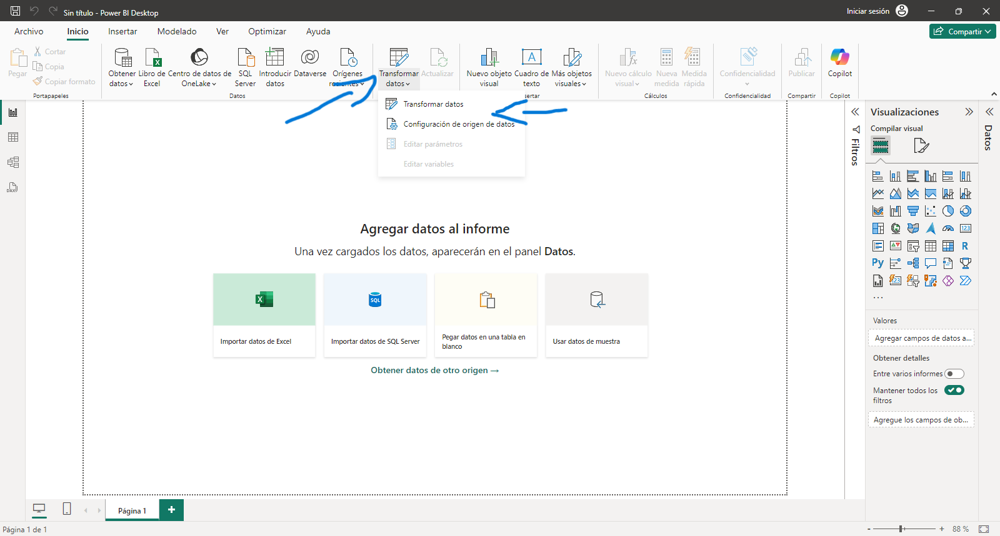 Sin título - Power BI Desktop
Iniciar sesión
Archivo
Inicio
Insertar
Modelado
Ver
Optimizar
Ayuda
Compartir
Pegar
Cortar
Copia
Copiar formato
Portapapeles
Obtener
datos
Libro de
Excel
Centro de datos de
OneLake
SQL
Server
Introducir
datos
Dataverse
Orígenes
recientes
Datos
Transformar
datos
Actualizar
Nuevo objeto
visual
Cuadro de
texto
Más objetos
visuales
ertar
Nuevo cálculo
visual
Nueva
medida
Medida
rápida
Cálculos
Confidencialidad
Confidencialidad
Publicar
Compartir
Copilot
Copilot
Transformar datos
Configuración de origen de datos
Editar parámetros
Editar variables
Agregar datos al informe
Una vez cargados los datos, aparecerán en el panel Datos.
Importar datos de Excel
SQL
Importar datos de SQL Server
Pegar datos en una tabla en
blanco
Usar datos de muestra
Obtener datos de otro origen →
Filtros
Visualizaciones
Compilar visual
123
R
Py
123
...
Valores
Agregar campos de datos a...
Obtener detalles
Entre varios informes
Mantener todos los
filtros
Agregue los campos de ob...
Datos
DAX
Página 1
+
Página 1 de 1
- + 88 %